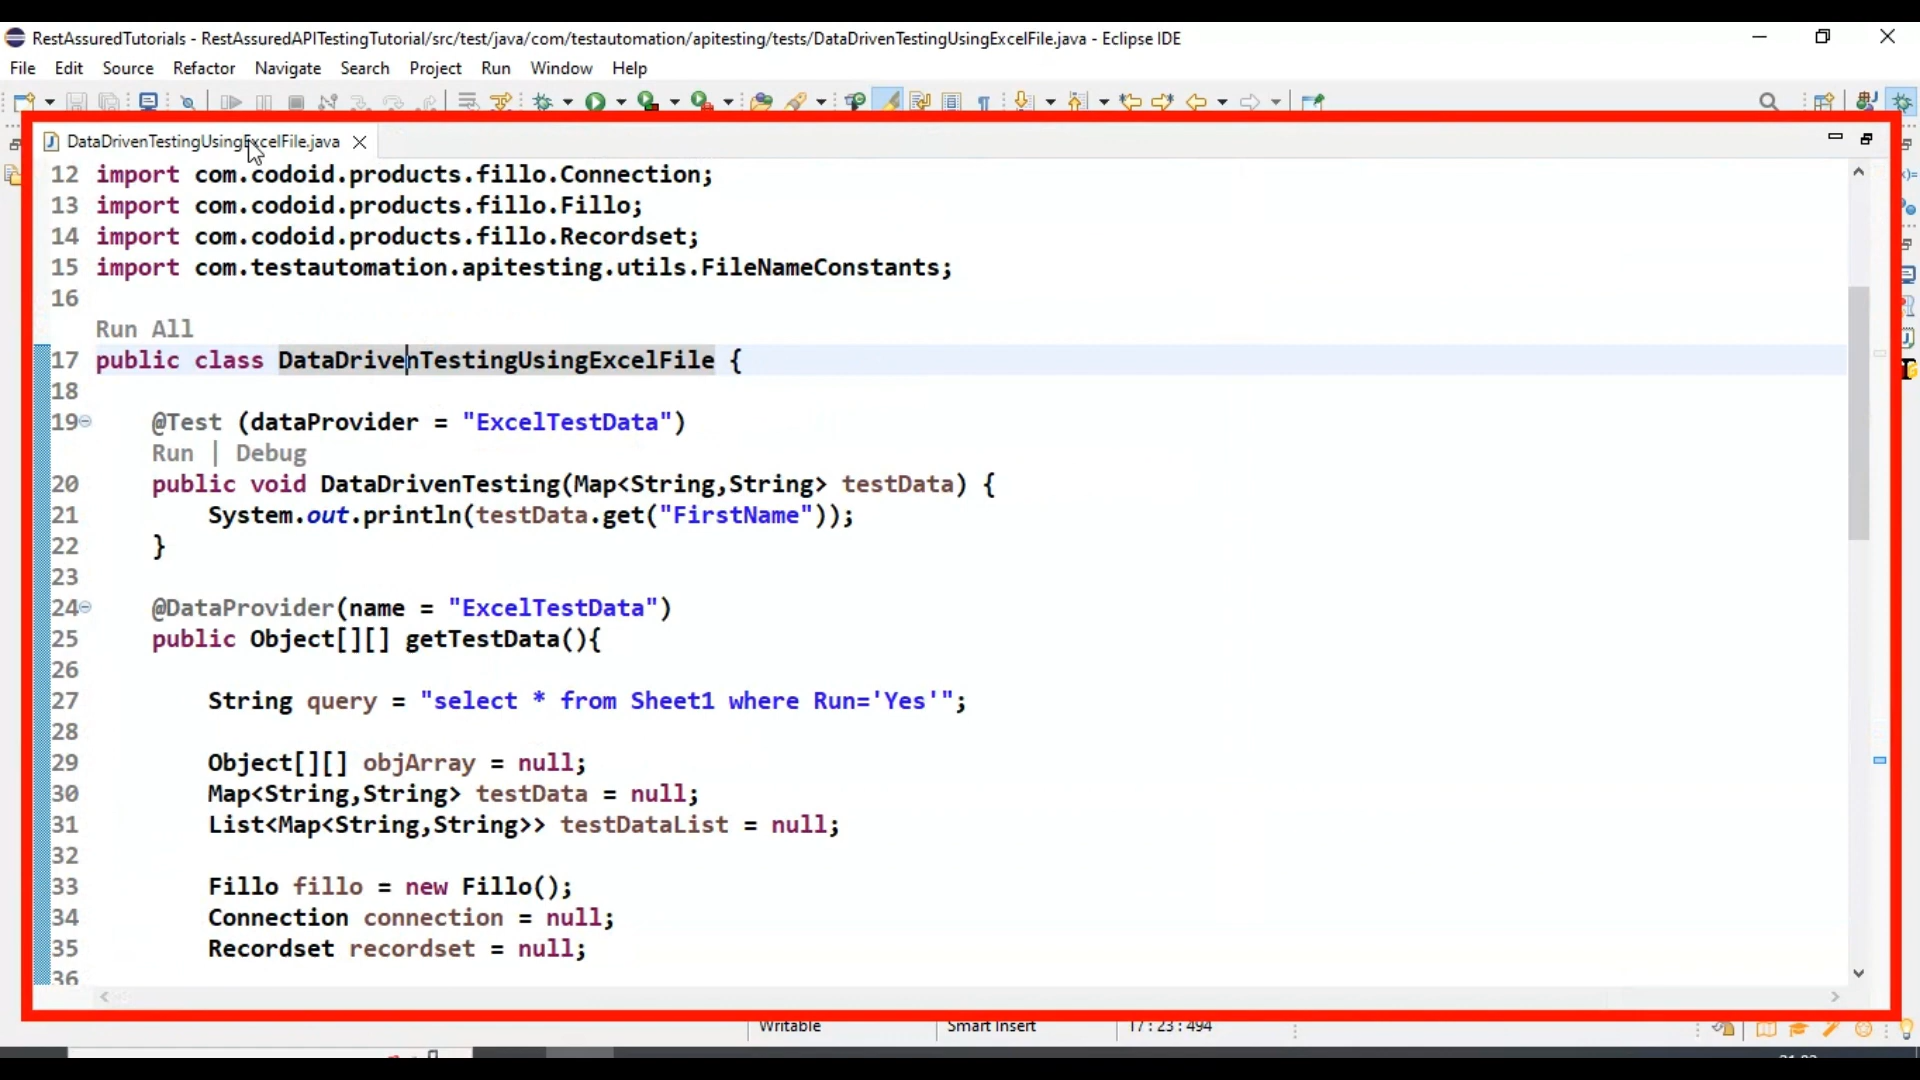 RestAssuredTutorials - RestAssuredAPITestingTutorial/src/test/java/com/testautomation/apitesting/tests/DataDrivenTestingUsingExcelFile.java - Eclipse IDE
File Edit Source Refactor Navigate Search Project Run Window Help
DataDrivenTestingUsingExcelFile.java
12 import com.codoid.products.fillo.Connection;
13 import com.codoid.products.fillo.Fillo;
14 import com.codoid.products.fillo.Recordset;
15 import com.testautomation.apitesting.utils.FileNameConstants;
16
Run All
17 public class DataDrivenTestingUsingExcelFile {
18
19 @Test (dataProvider = "ExcelTestData")
Run | Debug
20 public void DataDrivenTesting(Map<String,String> testData) {
21 System.out.println(testData.get("FirstName"));
22 }
23
24 @DataProvider(name = "ExcelTestData")
25 public Object[][] getTestData(){
26
27 String query = "select * from Sheet1 where Run='Yes'";
28
29 Object[][] objArray = null;
30 Map<String,String> testData = null;
31 List<Map<String,String>> testDataList = null;
32
33 Fillo fillo = new Fillo();
34 Connection connection = null;
35 Recordset recordset = null;
36
Writable Smart Insert 17 : 23 : 494